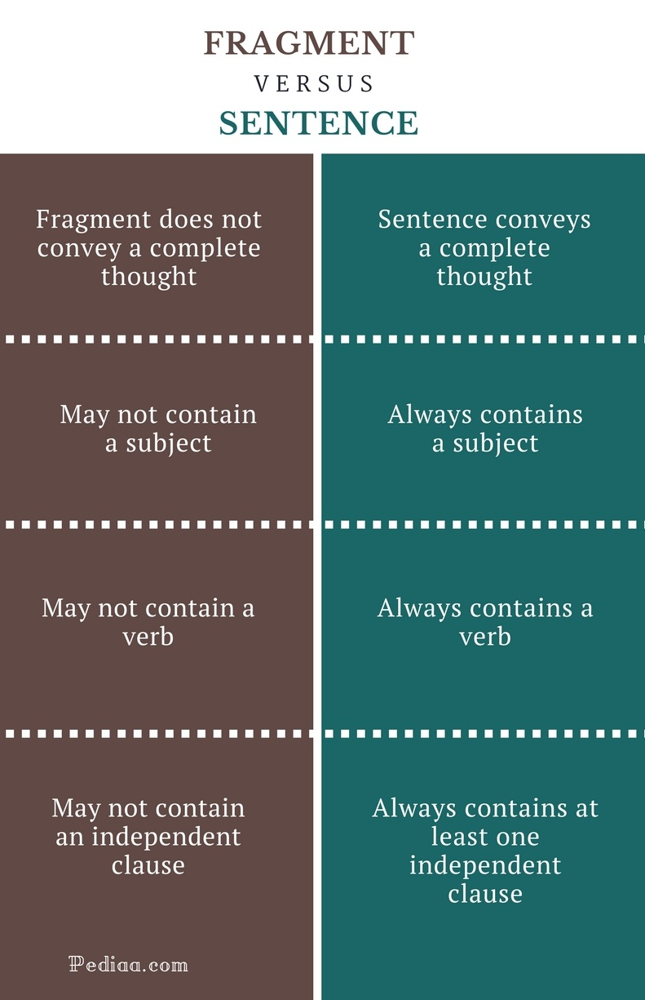 FRAGMENT
VERSUS
SENTENCE
Fragment does not
convey a complete
thought
Sentence conveys
a complete
thought
May not contain
a subject
Always contains
a subject
May not contain a
verb
Always contains a
verb
May not contain
an independent
clause
Always contains at
least one
independent
clause
Pediaa.com